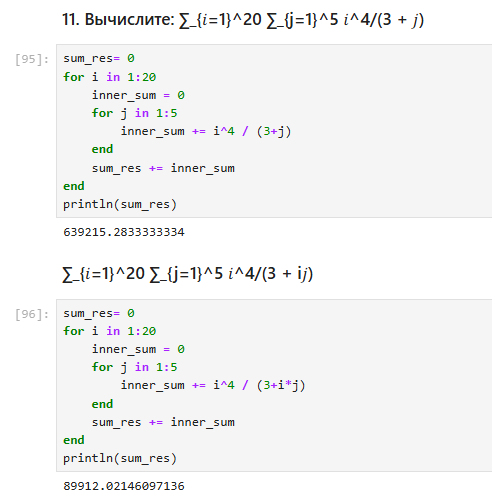 11. Вычислите: ∑_{𝑖=1}^20 ∑_{j=1}^5 𝑖^4/(3 + 𝑗)
[95]:
sum_res= 0
for i in 1:20
    inner_sum = 0
    for j in 1:5
        inner_sum += i^4 / (3+j)
    end
    sum_res += inner_sum
end
println(sum_res)
639215.2833333334
∑_{𝑖=1}^20 ∑_{j=1}^5 𝑖^4/(3 + i𝑗)
[96]:
sum_res= 0
for i in 1:20
    inner_sum = 0
    for j in 1:5
        inner_sum += i^4 / (3+i*j)
    end
    sum_res += inner_sum
end
println(sum_res)
89912.02146097136